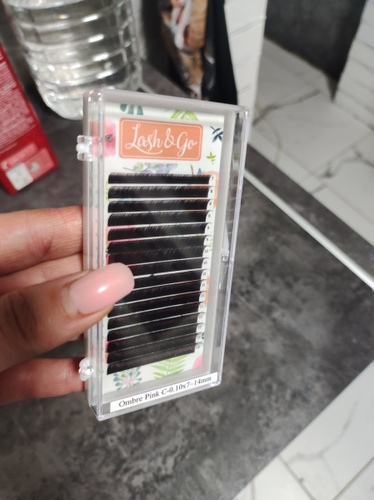 Lash & Go
Ombre Pink C-0.10x7-14mm